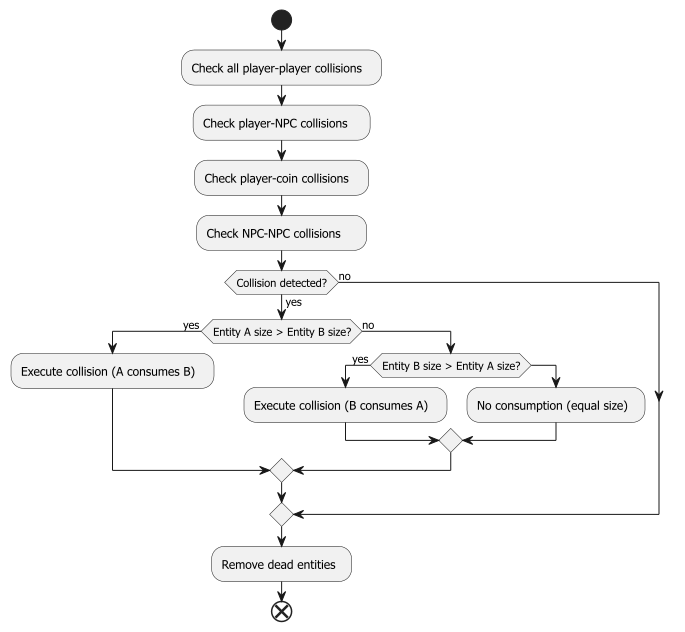 Check all player-player collisions
Check player-NPC collisions
Check player-coin collisions
Check NPC-NPC collisions
Collision detected?
no
yes
yes
Entity A size > Entity B size?
no
Execute collision (A consumes B)
yes
Entity B size > Entity A size?
Execute collision (B consumes A)
No consumption (equal size)
Remove dead entities